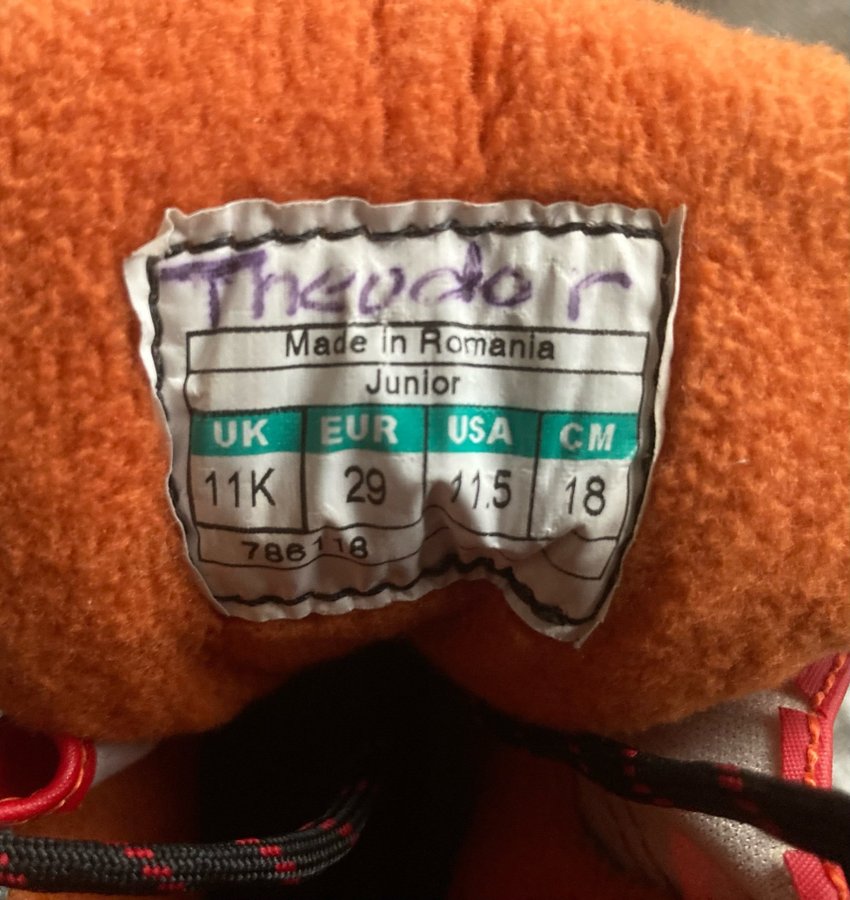 Theodor
Made in Romania
Junior
UK EUR USA CM
11K 29 11.5 18
786118